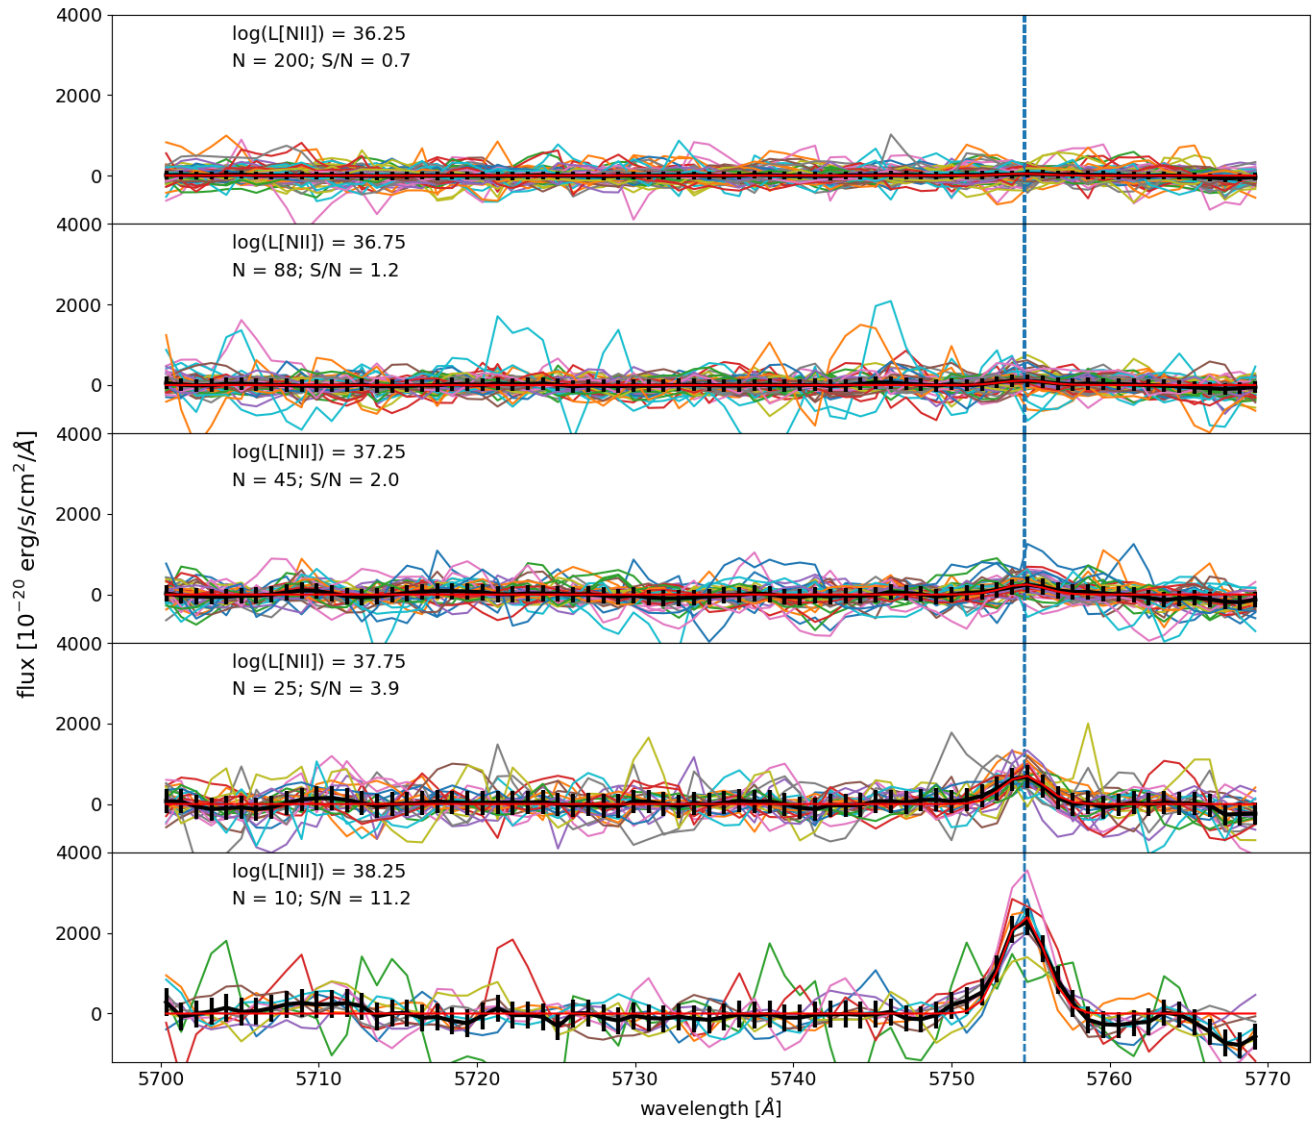 4000
log(L[NII]) = 36.25
N = 200; S/N = 0.7
2000
0
4000
log(L[NII]) = 36.75
N = 88; S/N = 1.2
2000
0
4000
log(L[NII]) = 37.25
N = 45; S/N = 2.0
2000
0
4000
log(L[NII]) = 37.75
N = 25; S/N = 3.9
2000
0
4000
log(L[NII]) = 38.25
N = 10; S/N = 11.2
2000
0
flux [10⁻²⁰ erg/s/cm²/Å]
5700 5710 5720 5730 5740 5750 5760 5770
wavelength [Å]